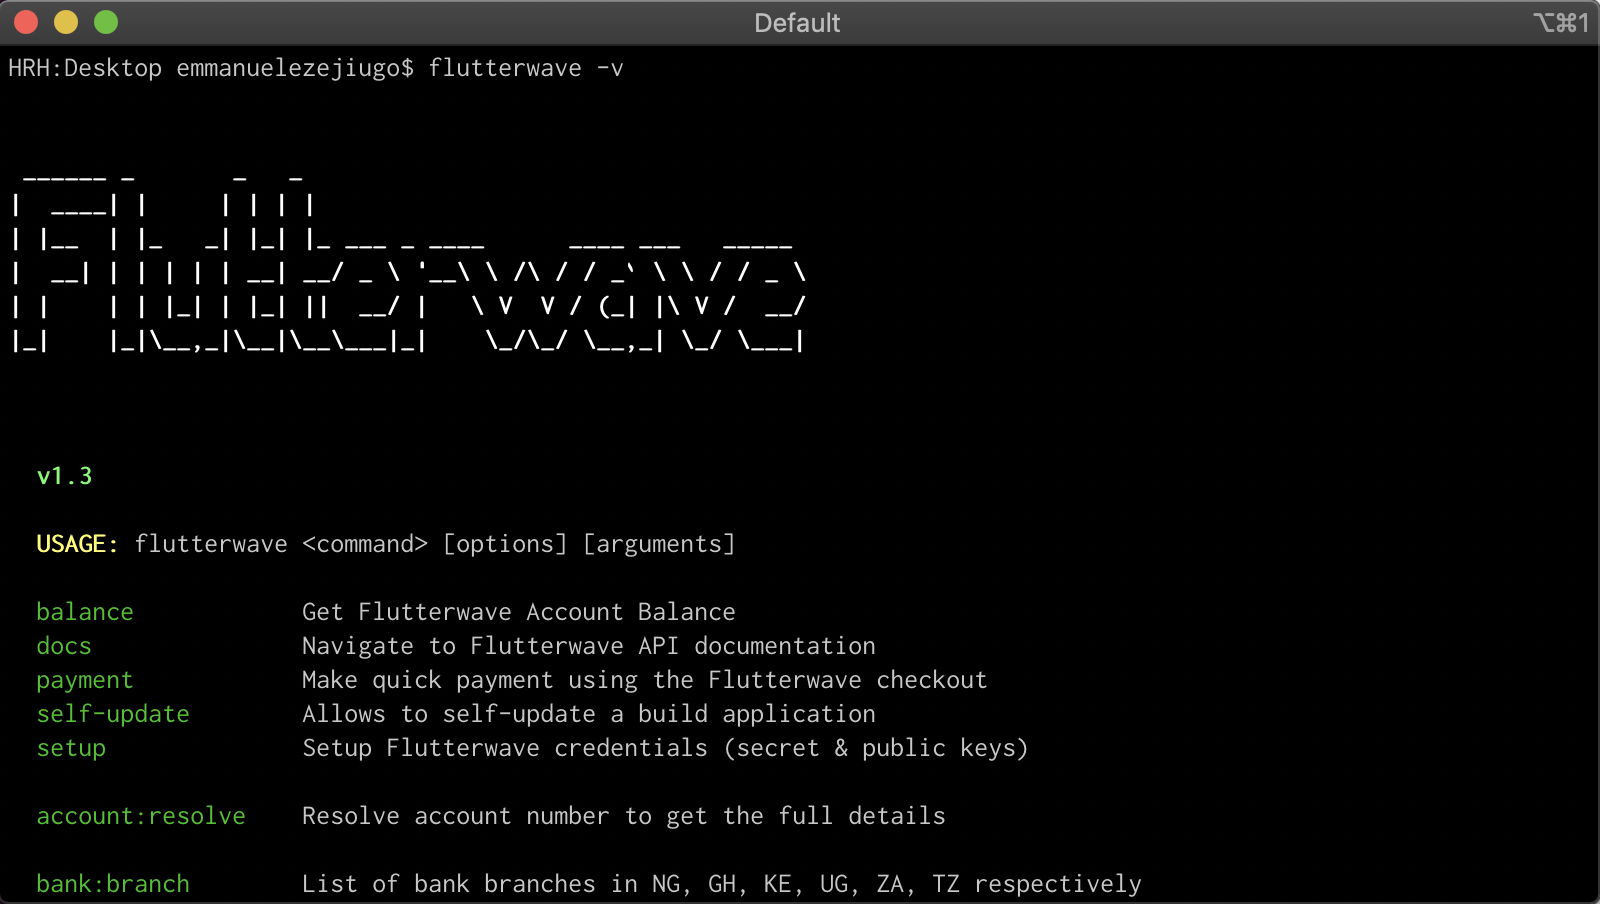 Default
⌥⌘1
HRH:Desktop emmanuelezejiugo$ flutterwave -v
Flutterwave
v1.3
USAGE: flutterwave <command> [options] [arguments]
balance Get Flutterwave Account Balance
docs Navigate to Flutterwave API documentation
payment Make quick payment using the Flutterwave checkout
self-update Allows to self-update a build application
setup Setup Flutterwave credentials (secret & public keys)
account:resolve Resolve account number to get the full details
bank:branch List of bank branches in NG, GH, KE, UG, ZA, TZ respectively